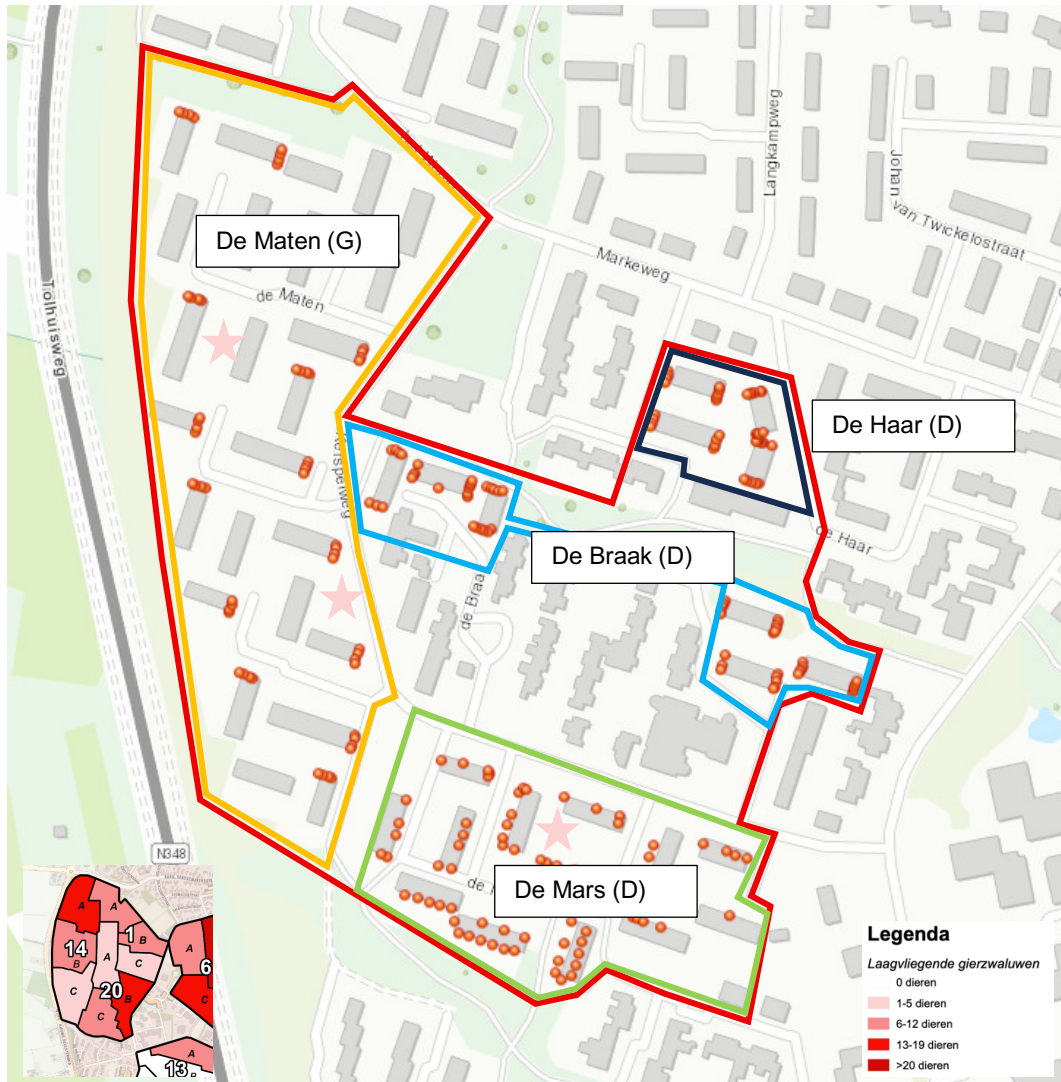 De Maten (G)
de Maten
Tolhuisweg
Markeweg
Langkampweg
Johan
van Twickelostraat
De Haar (D)
de Haar
De Braak (D)
de Braa
De Mars (D)
N348
A
A
14
1
B
A
B
C
C
20
B
C
A
6
A
13
Legenda
Laagvliegende gierzwaluwen
0 dieren
1-5 dieren
6-12 dieren
13-19 dieren
>20 dieren